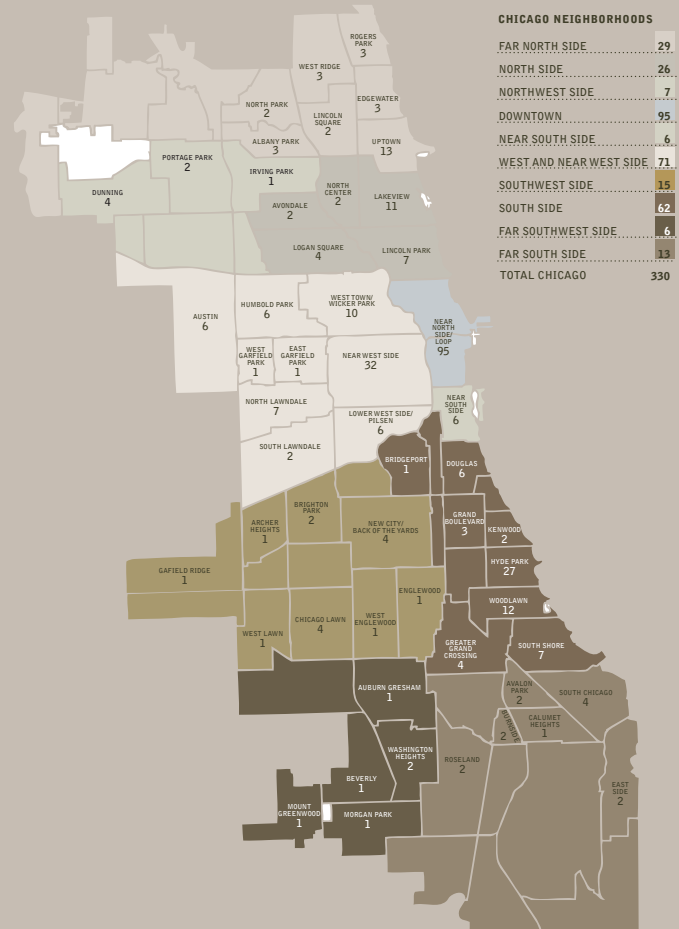 CHICAGO NEIGHBORHOODS
FAR NORTH SIDE 29
NORTH SIDE 26
NORTHWEST SIDE 7
DOWNTOWN 95
NEAR SOUTH SIDE 6
WEST AND NEAR WEST SIDE 71
SOUTHWEST SIDE 15
SOUTH SIDE 62
FAR SOUTHWEST SIDE 6
FAR SOUTH SIDE 13
TOTAL CHICAGO 330
ROGERS
PARK
3
WEST RIDGE
3
EDGEWATER
3
NORTH PARK
2
LINCOLN
SQUARE
2
ALBANY PARK
3
UPTOWN
13
PORTAGE PARK
2
IRVING PARK
1
DUNNING
4
NORTH
CENTER
2
LAKEVIEW
11
AVONDALE
2
LOGAN SQUARE
4
LINCOLN PARK
7
AUSTIN
6
HUMBOLD PARK
6
WEST TOWN/
WICKER PARK
10
NEAR
NORTH
SIDE/
LOOP
95
WEST
GARFIELD
PARK
1
EAST
GARFIELD
PARK
1
NEAR WEST SIDE
32
NORTH LAWNDALE
7
LOWER WEST SIDE/
PILSEN
6
NEAR
SOUTH
SIDE
6
SOUTH LAWNDALE
2
BRIDGEPORT
1
DOUGLAS
6
BRIGHTON
PARK
2
ARCHER
HEIGHTS
1
NEW CITY/
BACK OF THE YARDS
4
GRAND
BOULEVARD
3
KENWOOD
2
GAFIELD RIDGE
1
HYDE PARK
27
ENGLEWOOD
1
WOODLAWN
12
WEST LAWN
1
CHICAGO LAWN
4
WEST
ENGLEWOOD
1
GREATER
GRAND
CROSSING
4
SOUTH SHORE
7
AUBURN GRESHAM
1
AVALON
PARK
2
SOUTH CHICAGO
4
BURNSIDE
2
CALUMET
HEIGHTS
1
WASHINGTON
HEIGHTS
2
ROSELAND
2
BEVERLY
1
EAST
SIDE
2
MOUNT
GREENWOOD
1
MORGAN PARK
1